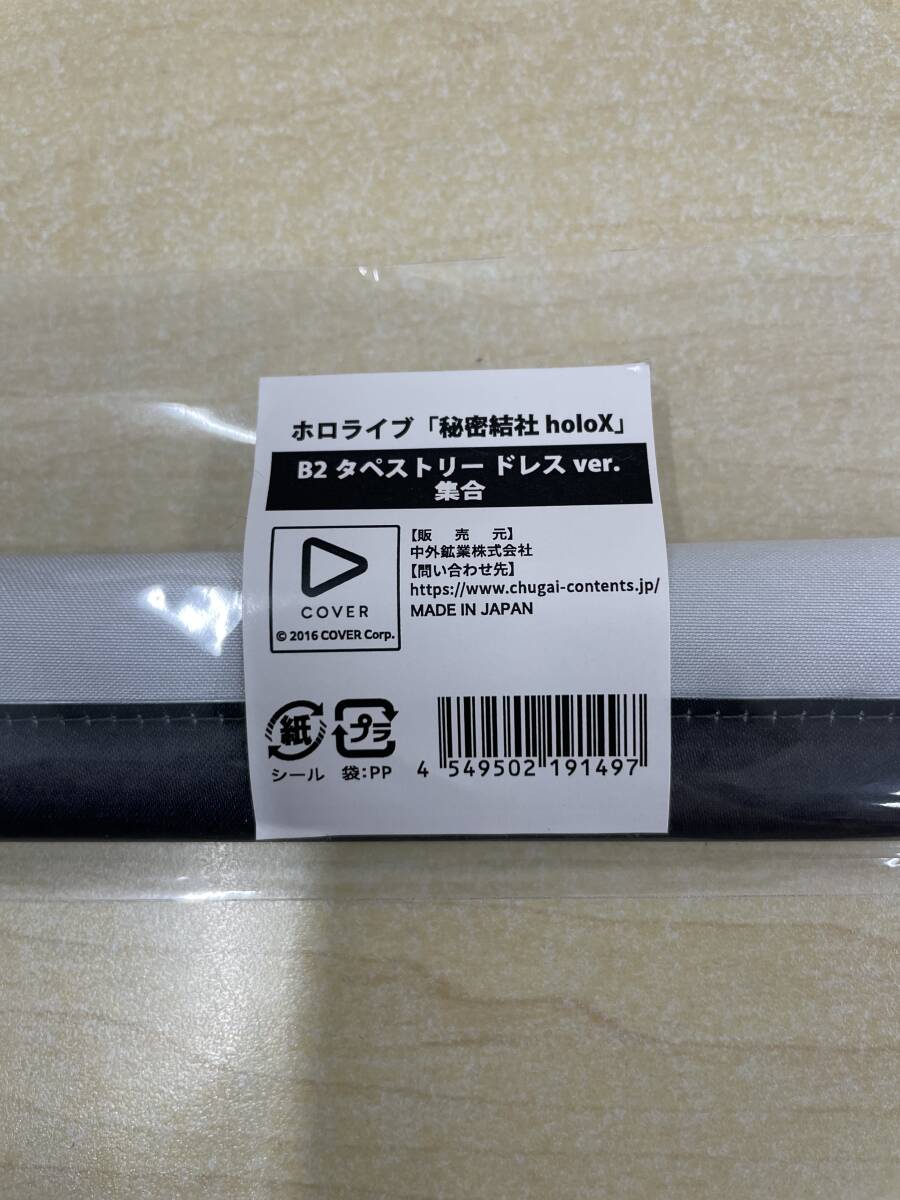 ホロライブ「秘密結社 holoX」
B2 タペストリー ドレス ver.
集合
【販 売 元】
中外鉱業株式会社
【問い合わせ先】
https://www.chugai-contents.jp/
MADE IN JAPAN
COVER
© 2016 COVER Corp.
紙
プラ
シール 袋:PP
4 549502 191497